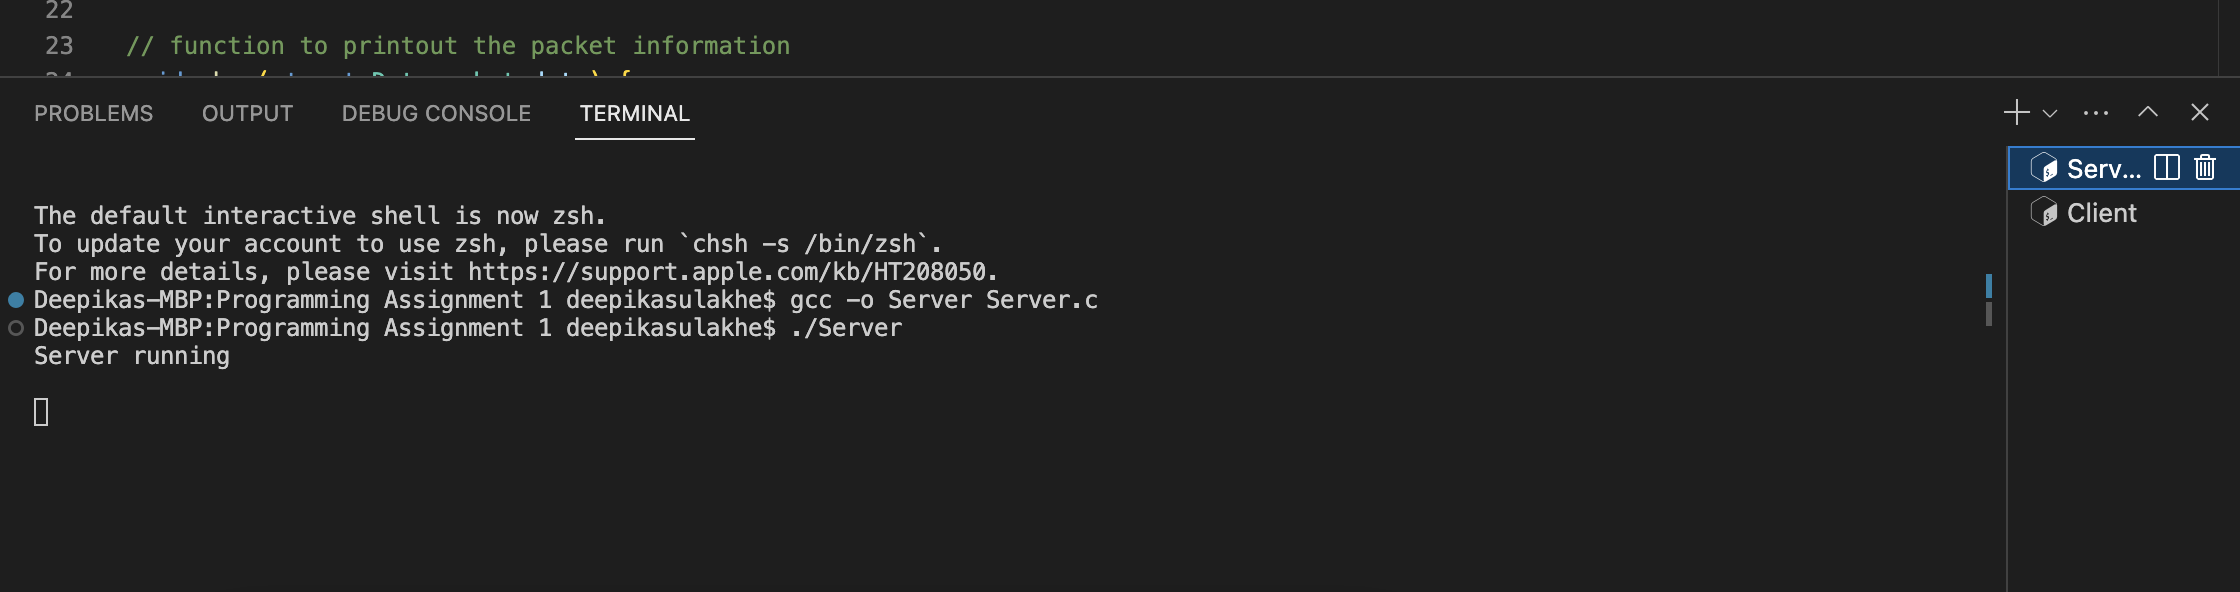 22
23 // function to printout the packet information
PROBLEMS OUTPUT DEBUG CONSOLE TERMINAL
Serv...
Client
The default interactive shell is now zsh.
To update your account to use zsh, please run `chsh -s /bin/zsh`.
For more details, please visit https://support.apple.com/kb/HT208050.
Deepikas-MBP:Programming Assignment 1 deepikasulakhe$ gcc -o Server Server.c
Deepikas-MBP:Programming Assignment 1 deepikasulakhe$ ./Server
Server running